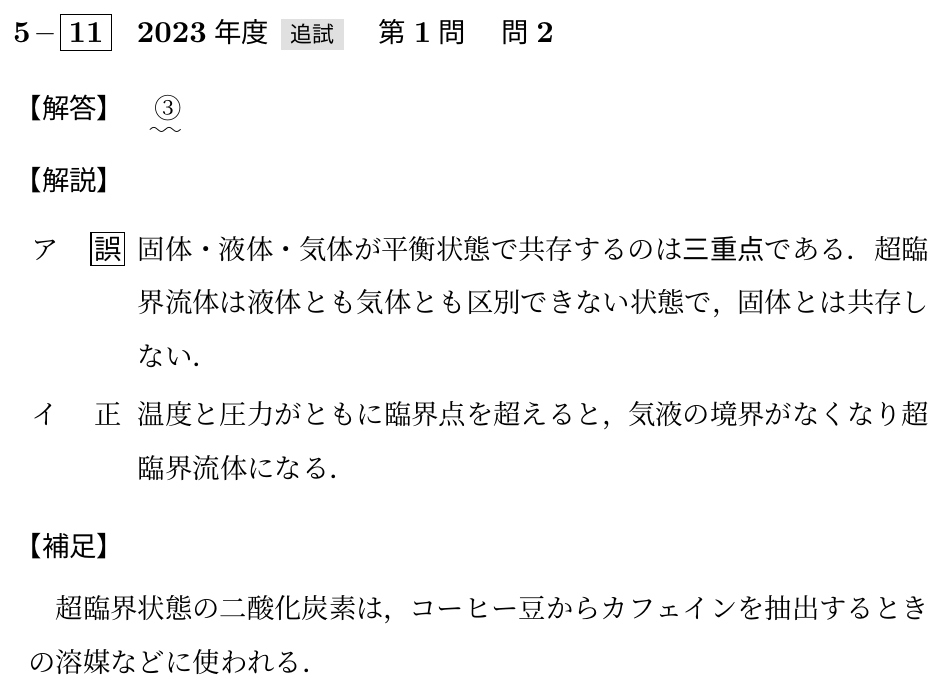 5－11 2023 年度 追試 第 1 問 問 2
【解答】 ③
【解説】
ア 誤 固体・液体・気体が平衡状態で共存するのは三重点である．超臨
界流体は液体とも気体とも区別できない状態で，固体とは共存し
ない．
イ 正 温度と圧力がともに臨界点を超えると，気液の境界がなくなり超
臨界流体になる．
【補足】
超臨界状態の二酸化炭素は，コーヒー豆からカフェインを抽出するとき
の溶媒などに使われる．